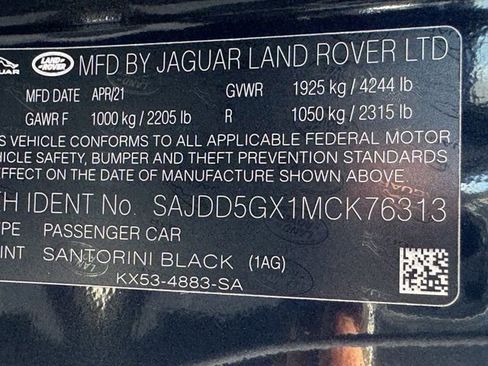 GUAR LAND ROVER MFD BY JAGUAR LAND ROVER LTD
MFD DATE APR/21 GVWR 1925 kg / 4244 lb
GAWR F 1000 kg / 2205 lb R 1050 kg / 2315 lb
S VEHICLE CONFORMS TO ALL APPLICABLE FEDERAL MOTOR
HICLE SAFETY, BUMPER AND THEFT PREVENTION STANDARDS
EFFECT ON THE DATE OF MANUFACTURE SHOWN ABOVE.
H IDENT No. SAJDD5GX1MCK76313
YPE PASSENGER CAR
INT SANTORINI BLACK (1AG)
KX53-4883-SA